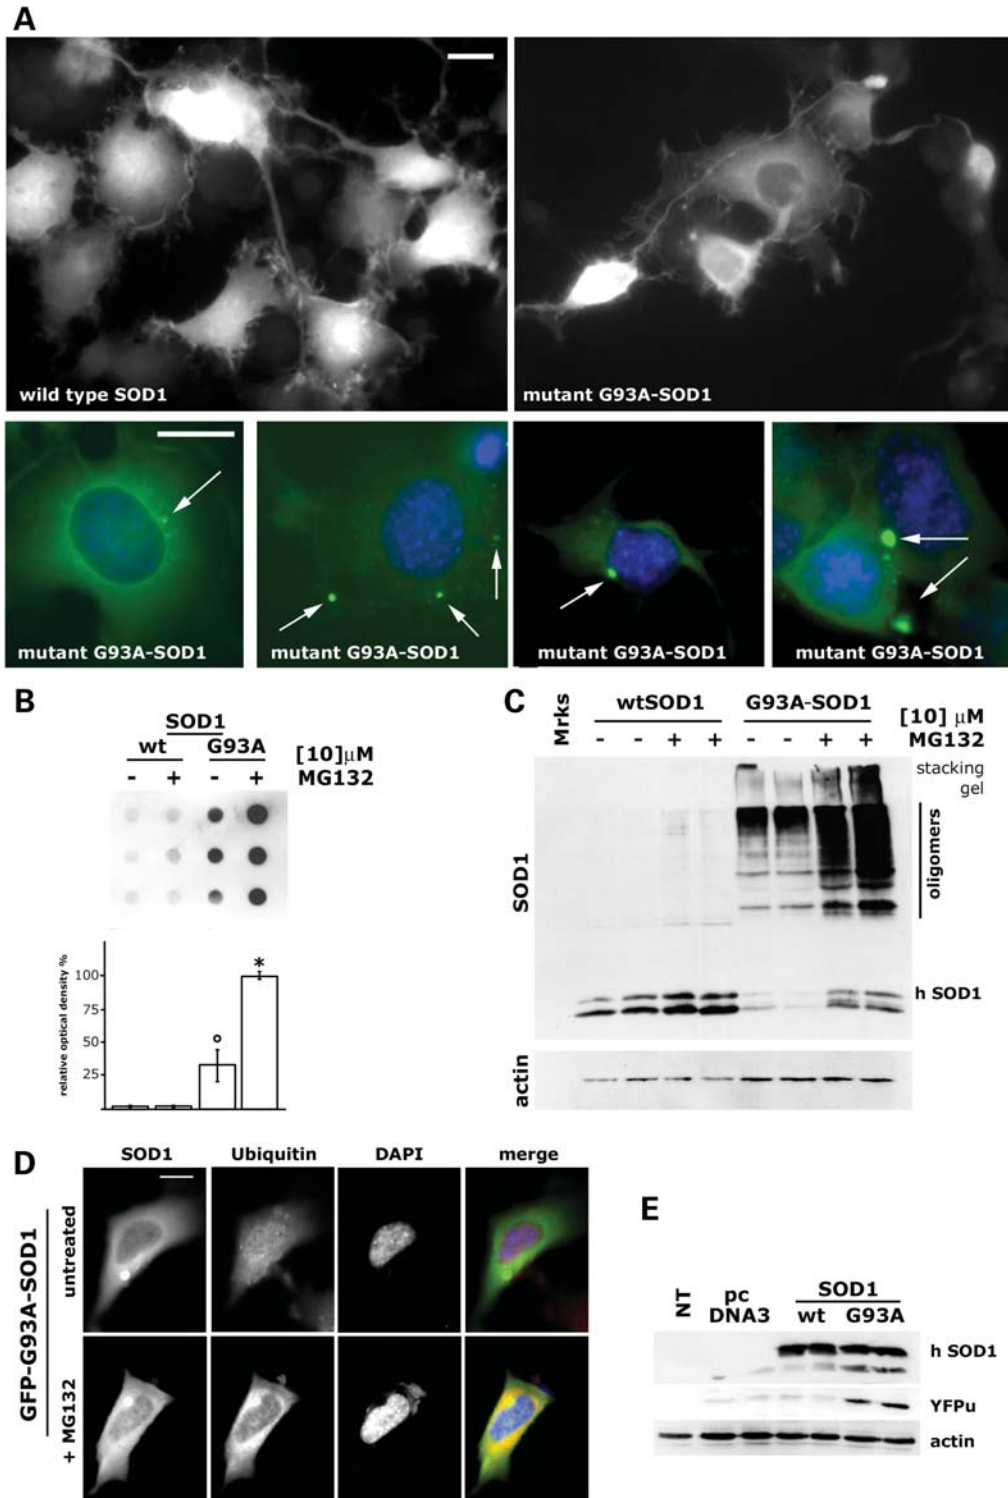 A
wild type SOD1
mutant G93A-SOD1
mutant G93A-SOD1
mutant G93A-SOD1
mutant G93A-SOD1
mutant G93A-SOD1
B
SOD1
wt G93A [10]μM
- + - + MG132
relative optical density %
100
75
50
25
*
C
Mrks
wtSOD1 G93A-SOD1 [10] μM
- - + + - - + + MG132
stacking
gel
oligomers
SOD1
h SOD1
actin
D
SOD1 Ubiquitin DAPI merge
GFP-G93A-SOD1
untreated
+ MG132
E
NT
pc
DNA3
SOD1
wt G93A
h SOD1
YFPu
actin